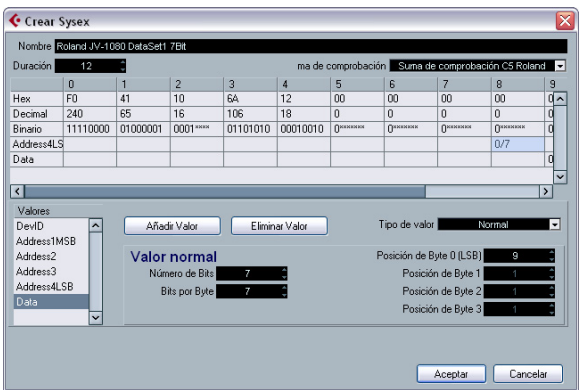 Crear Sysex
Nombre Roland JV-1080 DataSet1 7Bit
Duración 12 ma de comprobación Suma de comprobación C5 Roland
0 1 2 3 4 5 6 7 8 9
Hex F0 41 10 6A 12 00 00 00 00 0
Decimal 240 65 16 106 18 0 0 0 0 0
Binario 11110000 01000001 0001**** 01101010 00010010 0******* 0******* 0******* 0******* 0
Address4LS 0/7
Data 0
Valores
DevID Añadir Valor Eliminar Valor Tipo de valor Normal
Address1MSB
Adrdess2 Valor normal Posición de Byte 0 (LSB) 9
Address3 Número de Bits 7 Posición de Byte 1 1
Address4LSB Bits por Byte 7 Posición de Byte 2 1
Data Posición de Byte 3 1
Aceptar Cancelar